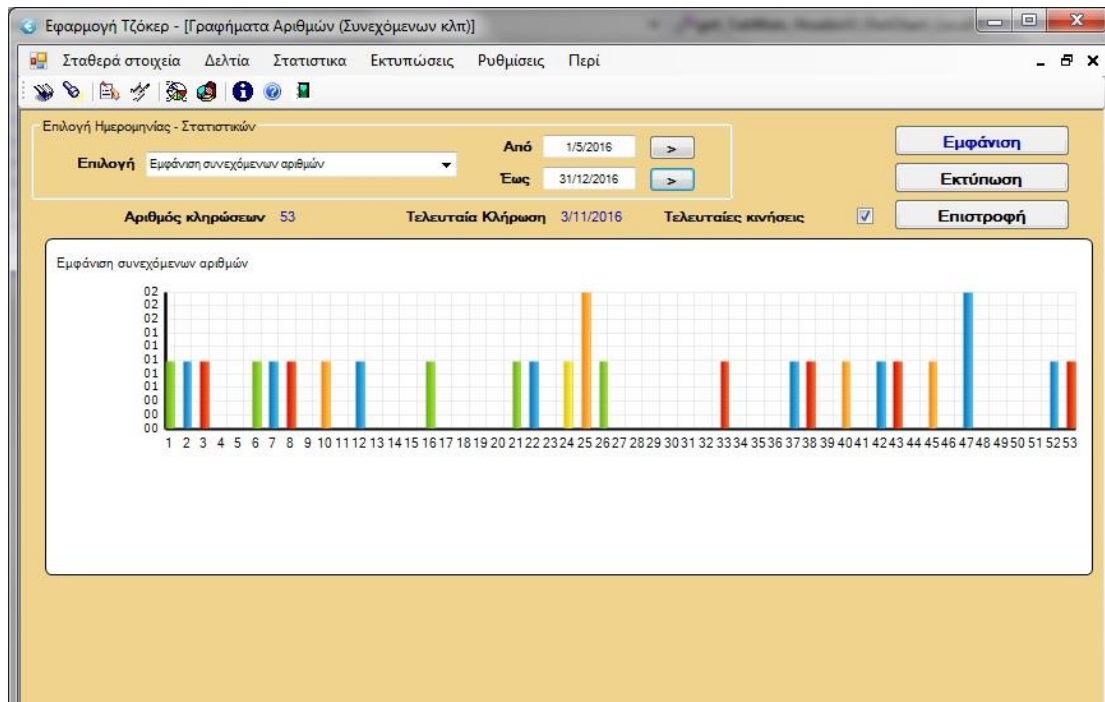 Εφαρμογή Τζόκερ - [Γραφήματα Αριθμών (Συνεχόμενων κλπ)]
Σταθερά στοιχεία Δελτία Στατιστικα Εκτυπώσεις Ρυθμίσεις Περί
Επιλογή Ημερομηνίας - Στατιστικών
Επιλογή Εμφάνιση συνεχόμενων αριθμών
Από 1/5/2016 >
Έως 31/12/2016 >
Εμφάνιση
Εκτύπωση
Επιστροφή
Αριθμός κληρώσεων 53 Τελευταία Κλήρωση 3/11/2016 Τελευταίες κινήσεις
Εμφάνιση συνεχόμενων αριθμών
02
02
02
01
01
01
01
01
00
00
00
1 2 3 4 5 6 7 8 9 10 11 12 13 14 15 16 17 18 19 20 21 22 23 24 25 26 27 28 29 30 31 32 33 34 35 36 37 38 39 40 41 42 43 44 45 46 47 48 49 50 51 52 53